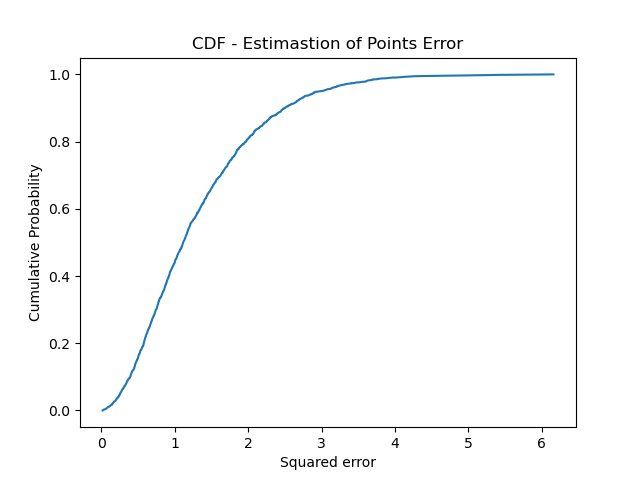 CDF - Estimastion of Points Error
1.0
0.8
0.6
0.4
0.2
0.0
Cumulative Probability
0 1 2 3 4 5 6
Squared error